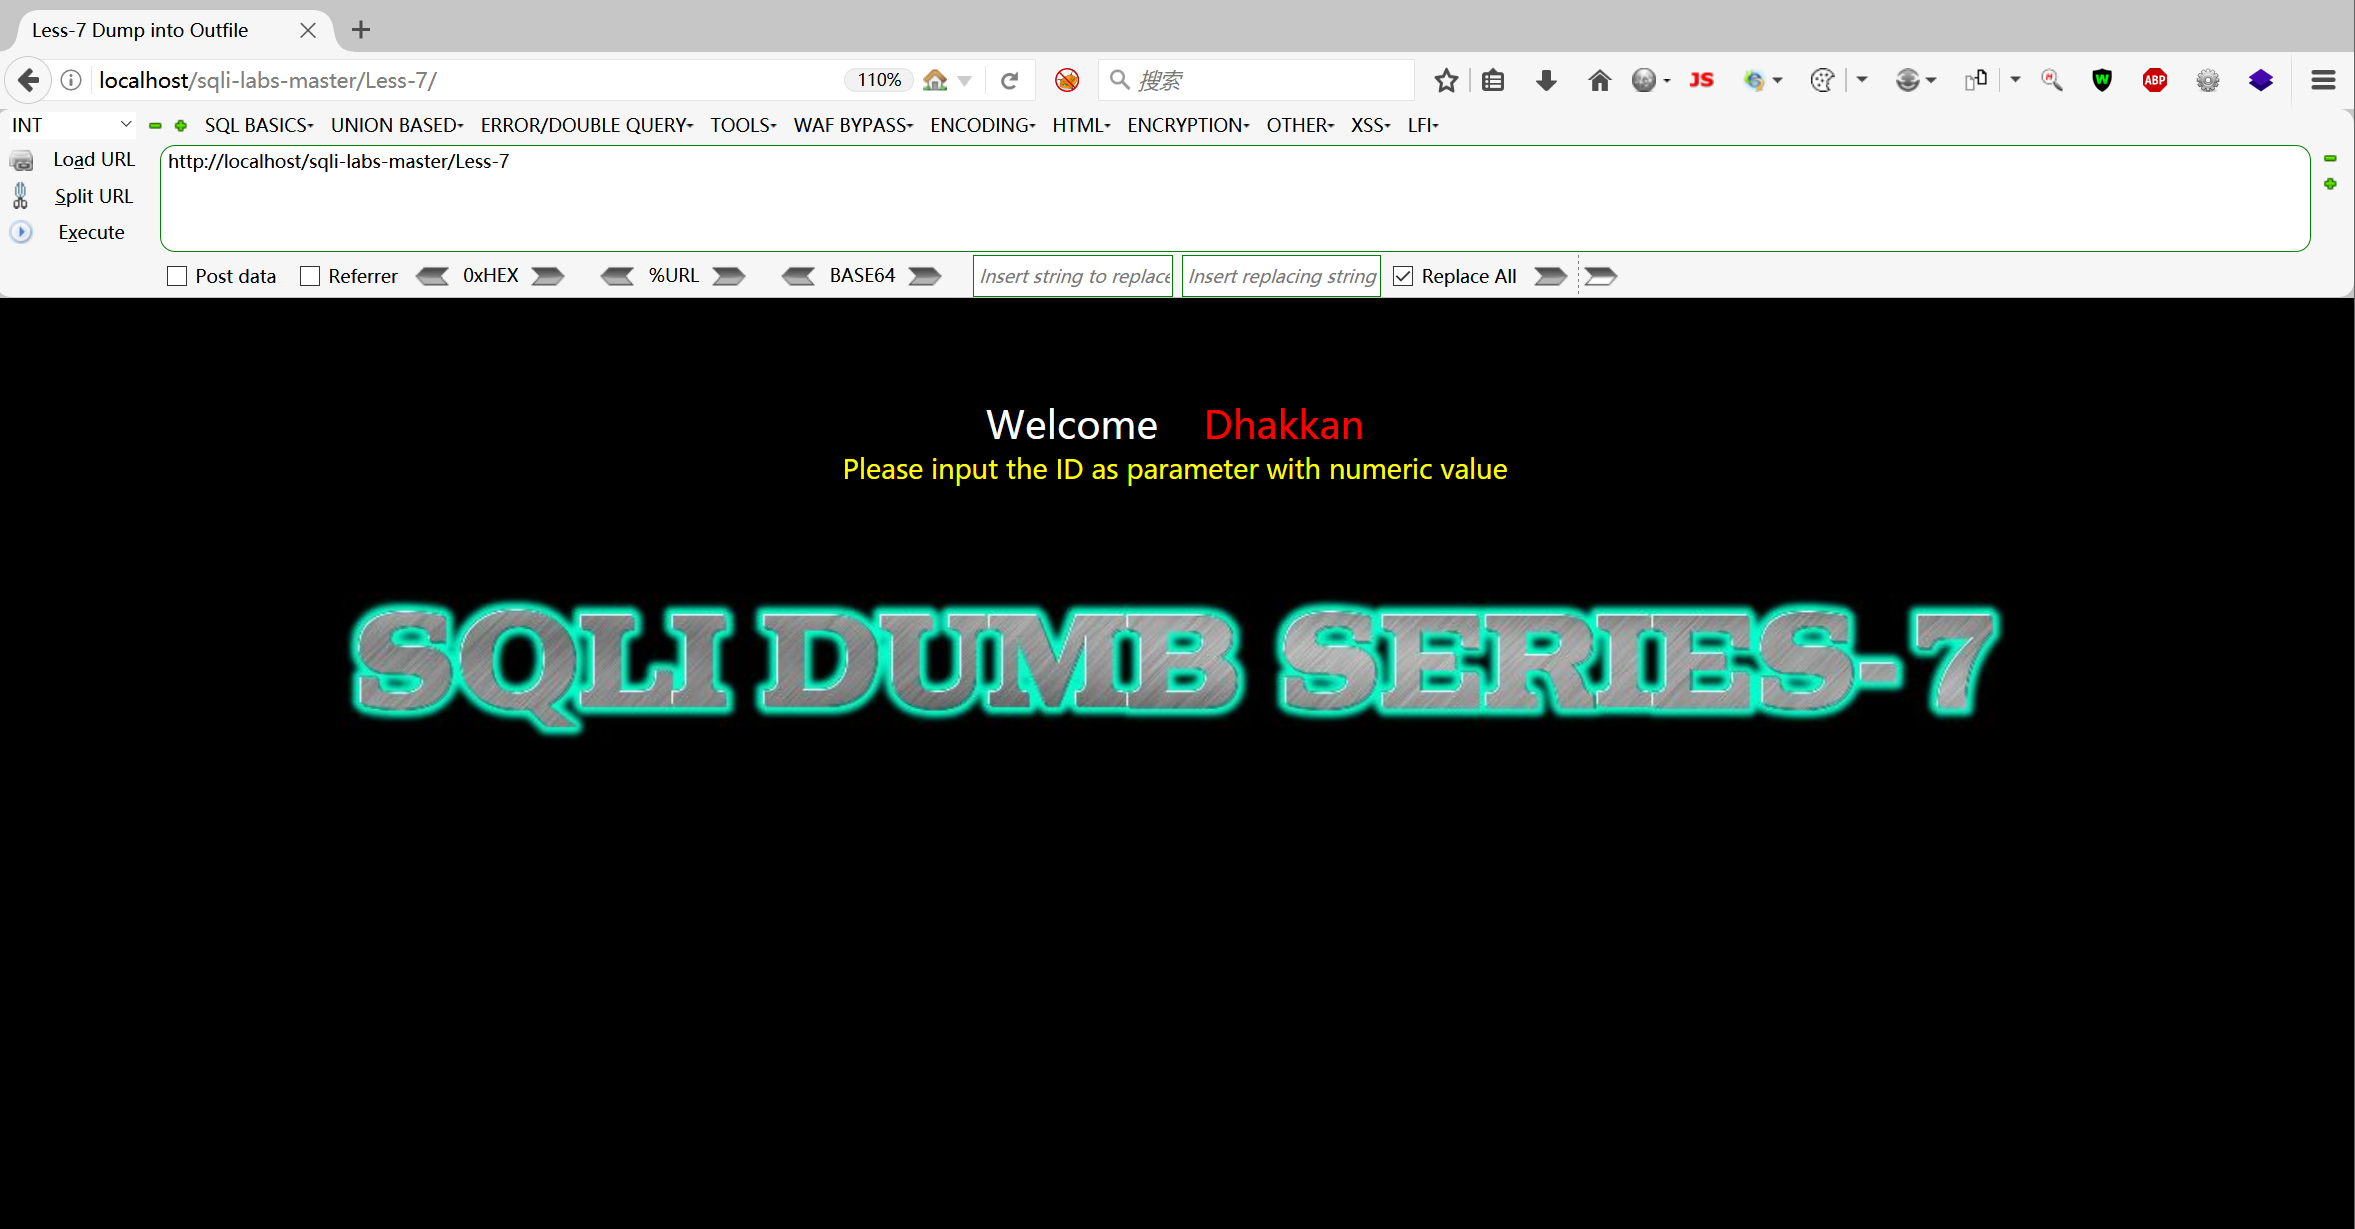 Less-7 Dump into Outfile
localhost/sqli-labs-master/Less-7/ 110% 搜索 JS W ABP
INT SQL BASICS UNION BASED ERROR/DOUBLE QUERY TOOLS WAF BYPASS ENCODING HTML ENCRYPTION OTHER XSS LFI
Load URL http://localhost/sqli-labs-master/Less-7
Split URL
Execute
Post data Referrer 0xHEX %URL BASE64 Insert string to replace Insert replacing string Replace All
Welcome Dhakkan
Please input the ID as parameter with numeric value
SQLI DUMB SERIES-7